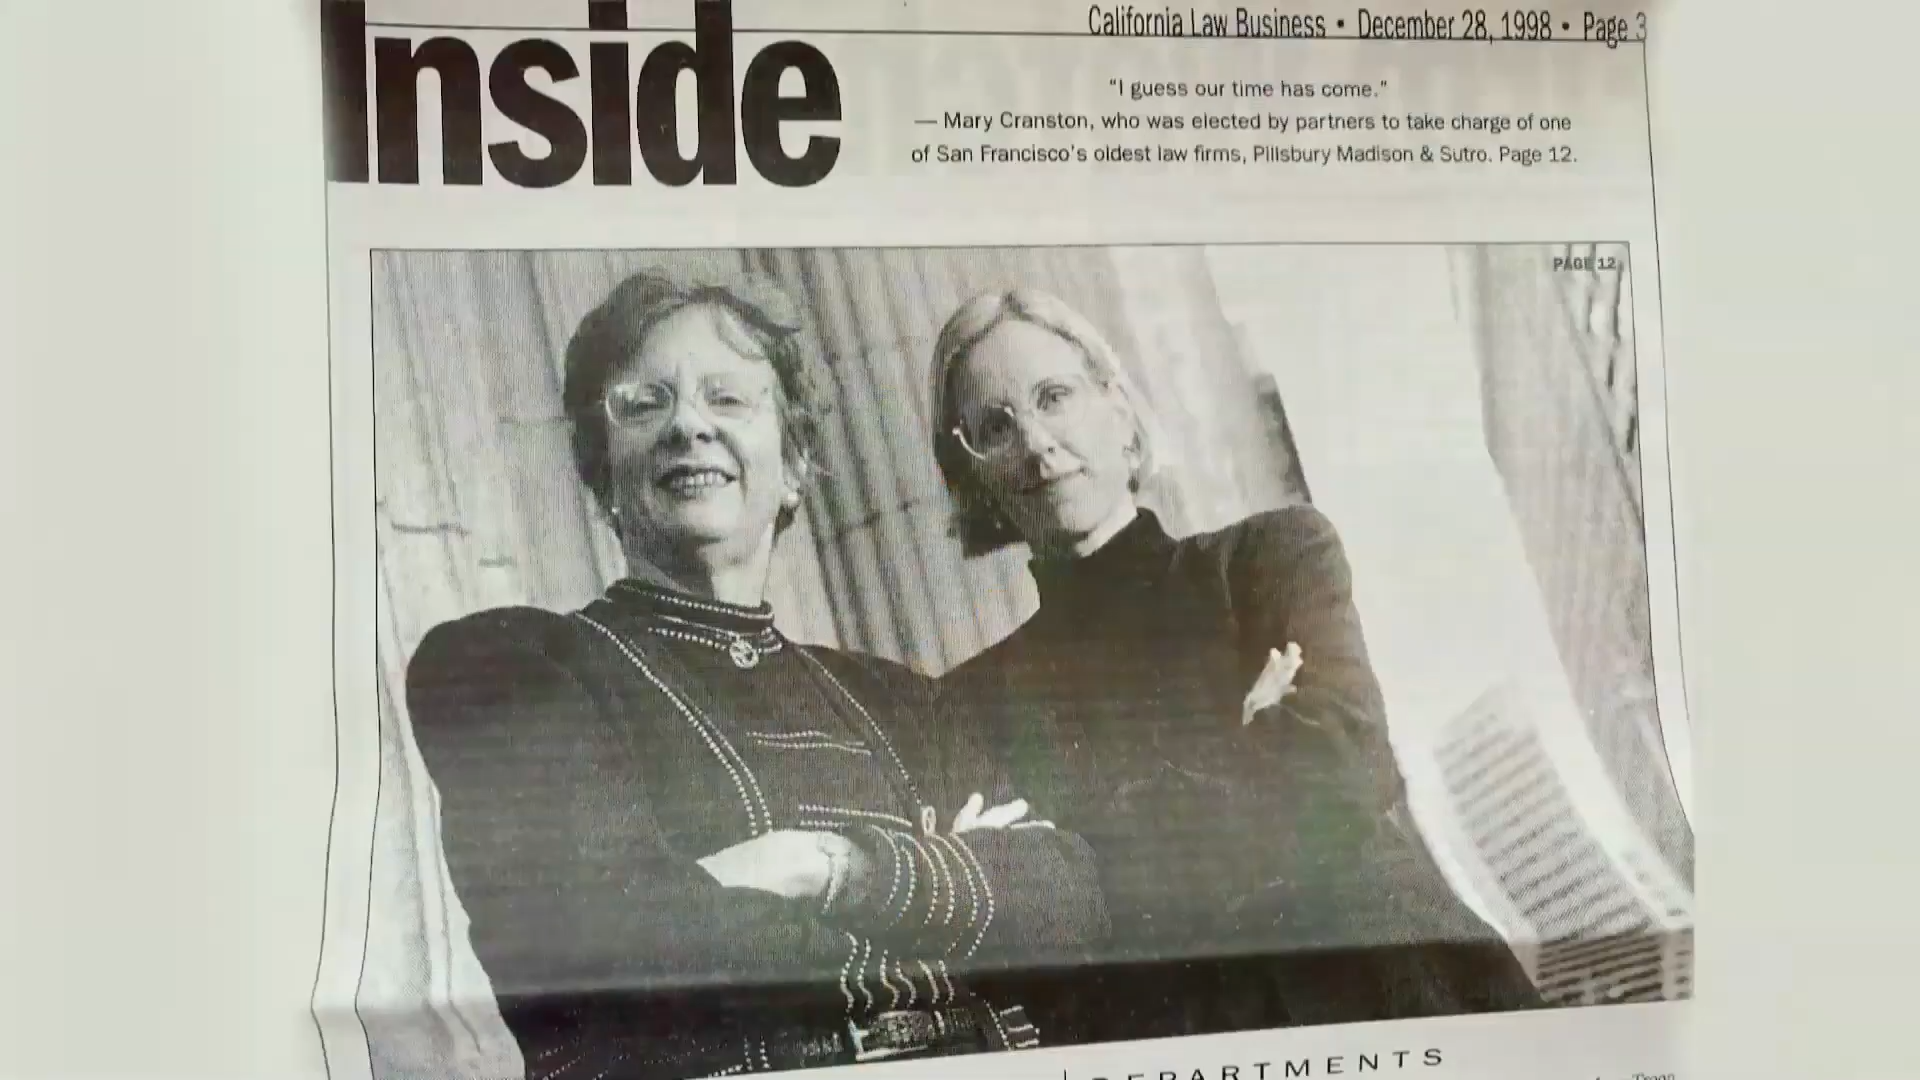 Inside
California Law Business • December 28, 1998 • Page 3
“I guess our time has come.”
— Mary Cranston, who was elected by partners to take charge of one
of San Francisco’s oldest law firms, Pillsbury Madison & Sutro. Page 12.
PAGE 12
DEPARTMENTS